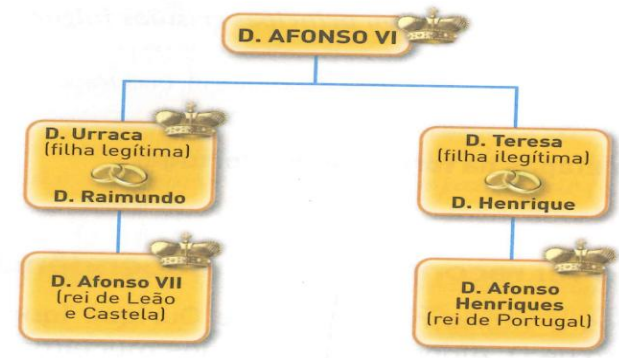 D. AFONSO VI
D. Urraca
(filha legítima)
D. Raimundo
D. Teresa
(filha ilegítima)
D. Henrique
D. Afonso VII
(rei de Leão
e Castela)
D. Afonso
Henriques
(rei de Portugal)